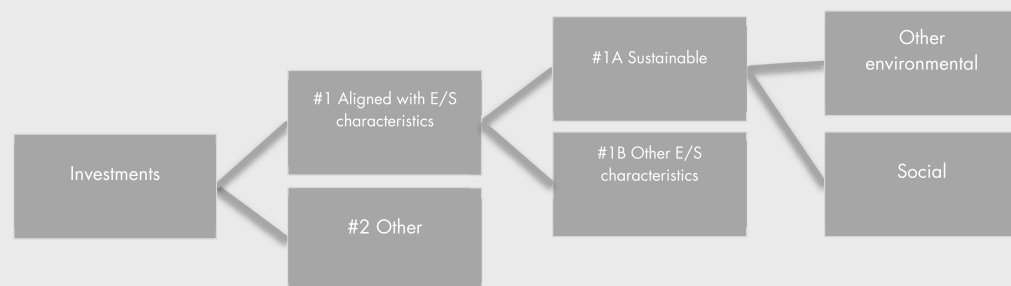 Investments
#1 Aligned with E/S
characteristics
#2 Other
#1A Sustainable
#1B Other E/S
characteristics
Other
environmental
Social